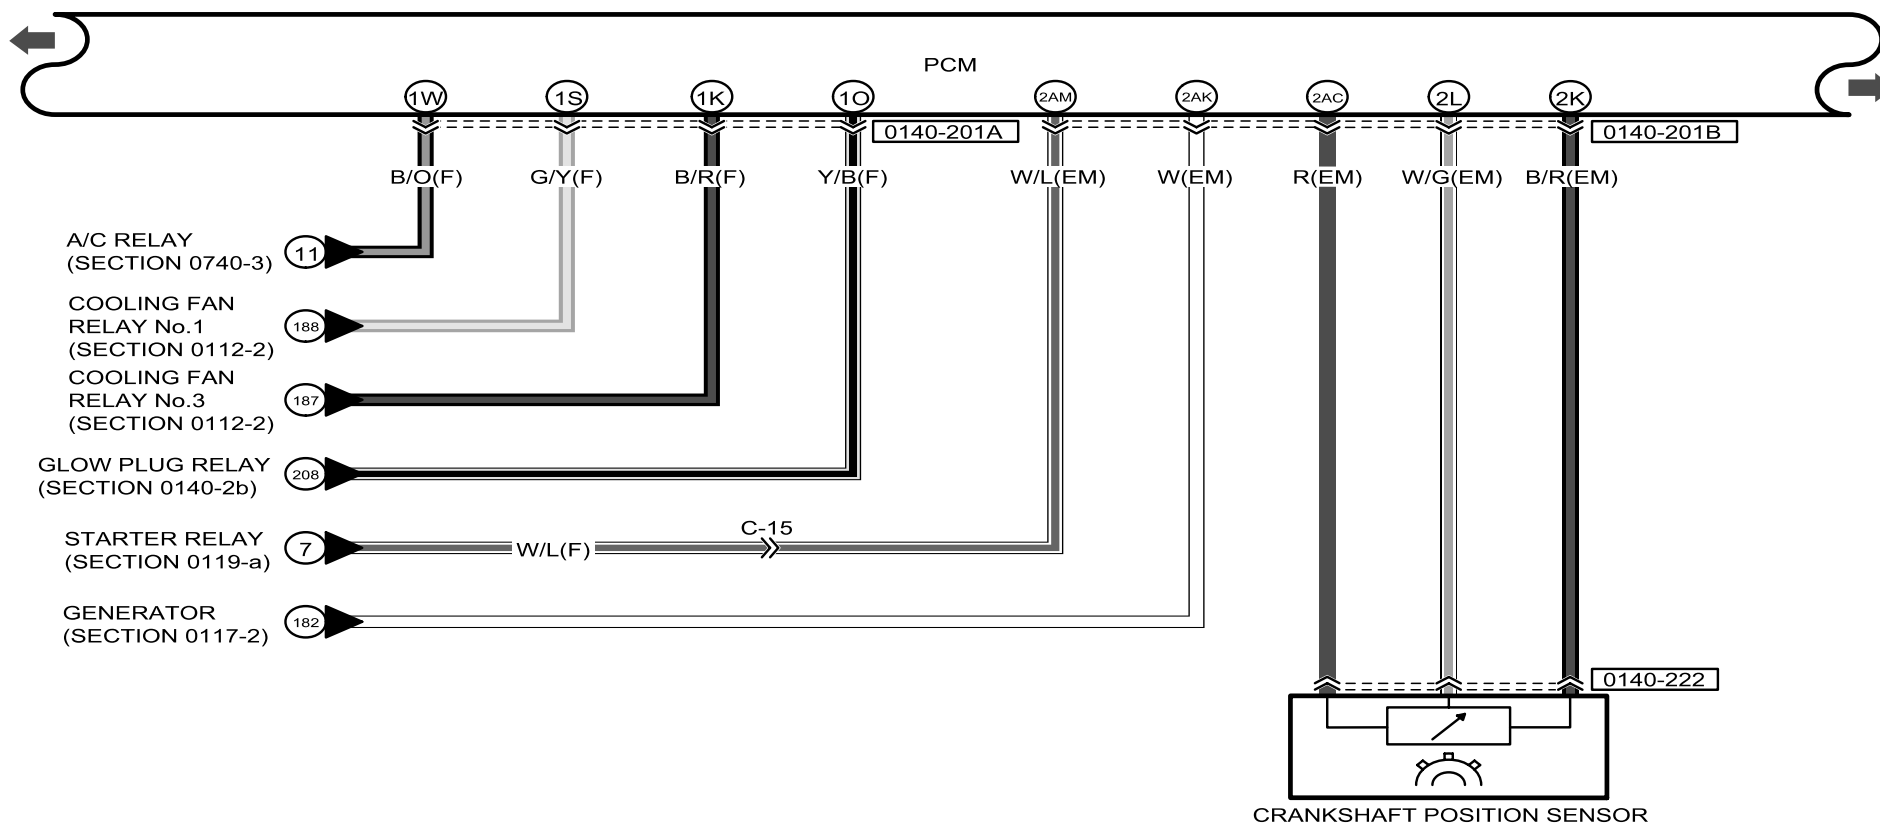 PCM
1W
1S
1K
1O
2AM
2AK
2AC
2L
2K
0140-201A
0140-201B
B/O(F)
G/Y(F)
B/R(F)
Y/B(F)
W/L(EM)
W(EM)
R(EM)
W/G(EM)
B/R(EM)
A/C RELAY
(SECTION 0740-3)
11
COOLING FAN
RELAY No.1
(SECTION 0112-2)
188
COOLING FAN
RELAY No.3
(SECTION 0112-2)
187
GLOW PLUG RELAY
(SECTION 0140-2b)
208
STARTER RELAY
(SECTION 0119-a)
7
W/L(F)
C-15
GENERATOR
(SECTION 0117-2)
182
0140-222
CRANKSHAFT POSITION SENSOR